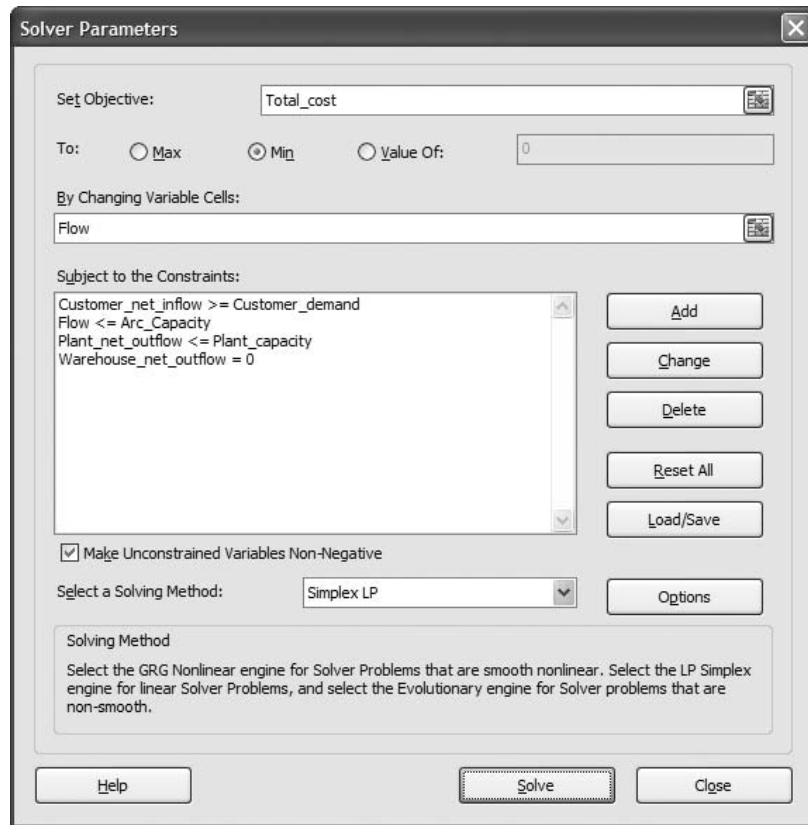 Solver Parameters
Set Objective:
Total_cost
To:
Max
Min
Value Of:
0
By Changing Variable Cells:
Flow
Subject to the Constraints:
Customer_net_inflow >= Customer_demand
Flow <= Arc_Capacity
Plant_net_outflow <= Plant_capacity
Warehouse_net_outflow = 0
Add
Change
Delete
Reset All
Load/Save
Make Unconstrained Variables Non-Negative
Select a Solving Method:
Simplex LP
Options
Solving Method
Select the GRG Nonlinear engine for Solver Problems that are smooth nonlinear. Select the LP Simplex
engine for linear Solver Problems, and select the Evolutionary engine for Solver problems that are
non-smooth.
Help
Solve
Close